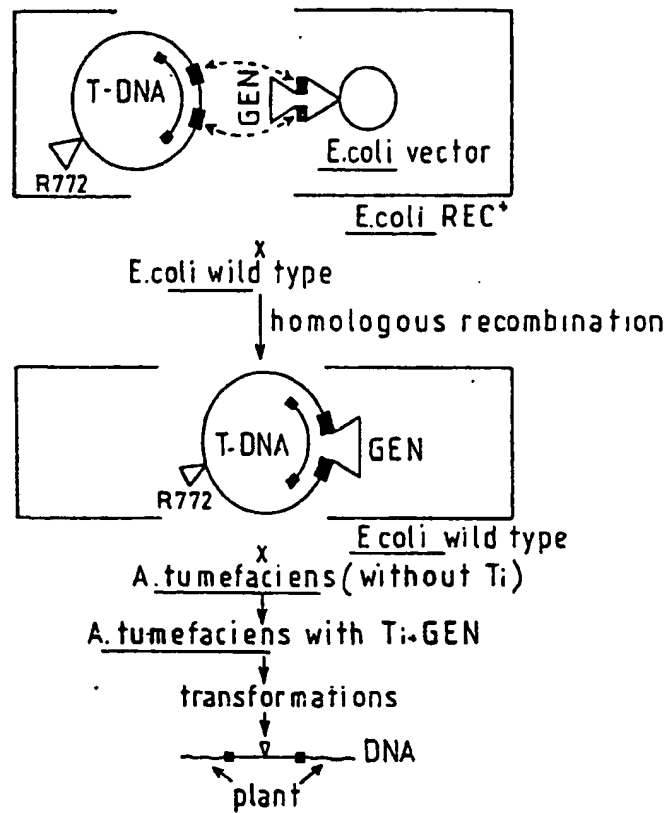 T-DNA
GEN
R772
E.coli vector
E.coli REC+
x
E.coli wild type
homologous recombination
T-DNA
GEN
R772
E coli wild type
x
A. tumefaciens (without Ti)
A. tumefaciens with Ti+GEN
transformations
DNA
plant